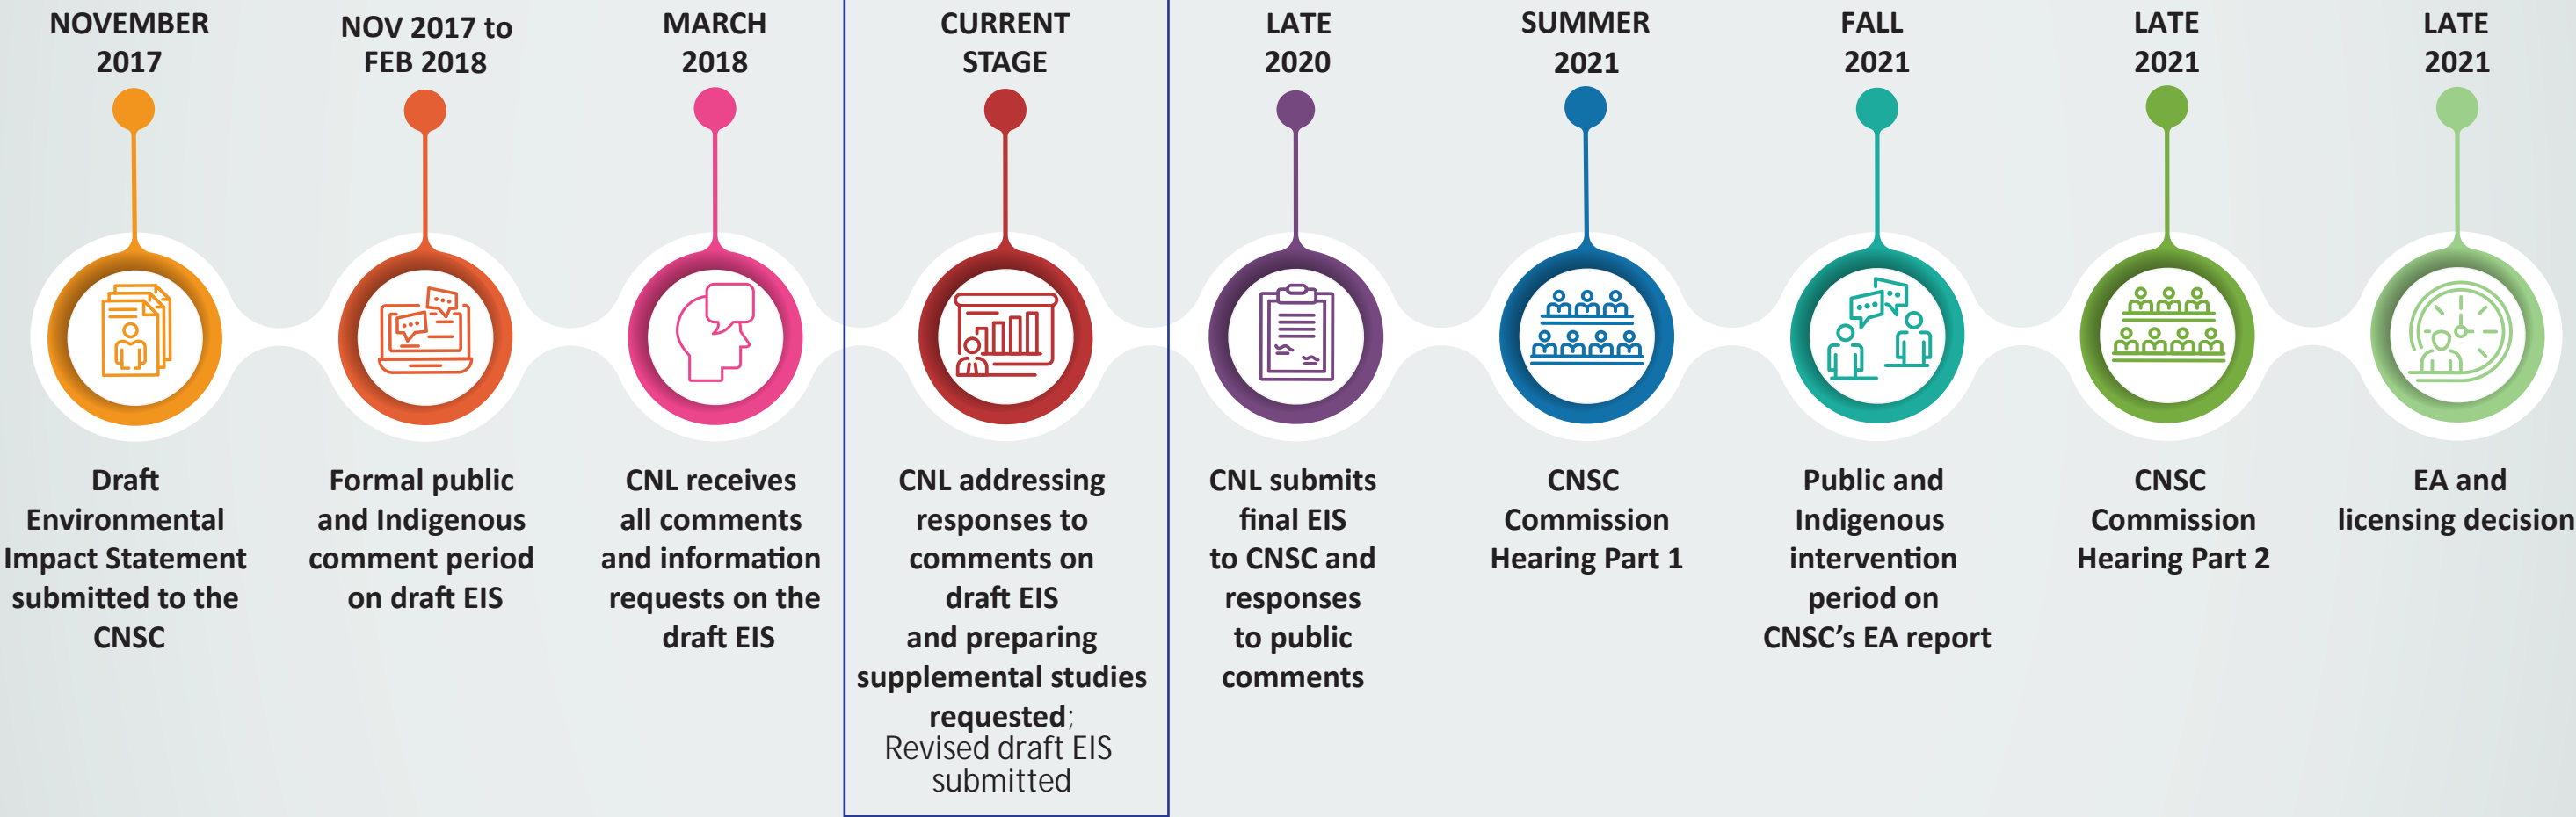 NOVEMBER
2017
Draft
Environmental
Impact Statement
submitted to the
CNSC
NOV 2017 to
FEB 2018
Formal public
and Indigenous
comment period
on draft EIS
MARCH
2018
CNL receives
all comments
and information
requests on the
draft EIS
CURRENT
STAGE
CNL addressing
responses to
comments on
draft EIS
and preparing
supplemental studies
requested;
Revised draft EIS
submitted
LATE
2020
CNL submits
final EIS
to CNSC and
responses
to public
comments
SUMMER
2021
CNSC
Commission
Hearing Part 1
FALL
2021
Public and
Indigenous
intervention
period on
CNSC’s EA report
LATE
2021
CNSC
Commission
Hearing Part 2
LATE
2021
EA and
licensing decision